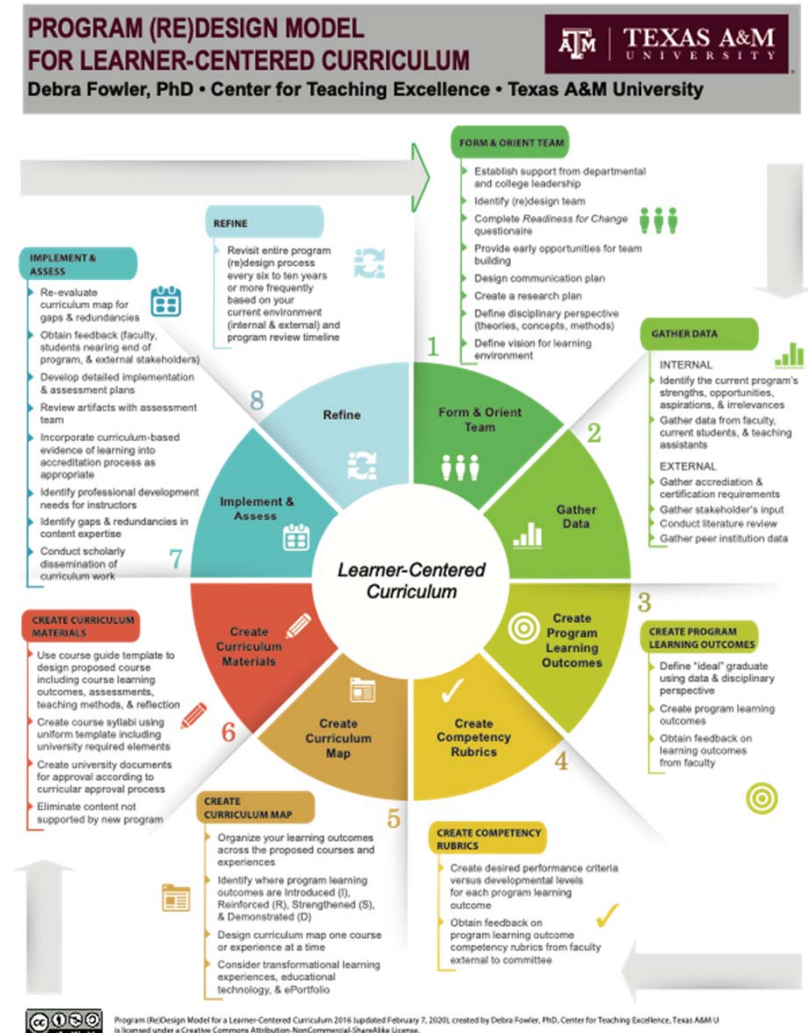 PROGRAM (RE)DESIGN MODEL
FOR LEARNER-CENTERED CURRICULUM
Debra Fowler, PhD • Center for Teaching Excellence • Texas A&M University
ATM
TEXAS A&M
UNIVERSITY
FORM & ORIENT TEAM
Establish support from departmental
and college leadership
Identify (re)design team
Complete Readiness for Change
questionaire
Provide early opportunities for team
building
Design communication plan
Create a research plan
Define disciplinary perspective
(theories, concepts, methods)
Define vision for learning
environment
1
GATHER DATA
INTERNAL
Identify the current program's
strengths, opportunities,
aspirations, & irrelevances
Gather data from faculty,
current students, & teaching
assistants
EXTERNAL
Gather accrediation &
certification requirements
Gather stakeholder's input
Conduct literature review
Gather peer institution data
2
CREATE PROGRAM
LEARNING OUTCOMES
Define "ideal" graduate
using data & disciplinary
perspective
Create program learning
outcomes
Obtain feedback on
learning outcomes
from faculty
3
CREATE COMPETENCY
RUBRICS
Create desired performance criteria
versus developmental levels
for each program learning
outcome
Obtain feedback on
program learning outcome
competency rubrics from faculty
external to committee
4
CREATE
CURRICULUM MAP
Organize your learning outcomes
across the proposed courses and
experiences
Identify where program learning
outcomes are Introduced (I),
Reinforced (R), Strengthened (S),
& Demonstrated (D)
Design curriculum map one course
or experience at a time
Consider transformational learning
experiences, educational
technology, & ePortfolio
5
CREATE CURRICULUM
MATERIALS
Use course guide template to
design proposed course
including course learning
outcomes, assessments,
teaching methods, & reflection
Create course syllabi using
uniform template including
university required elements
Create university documents
for approval according to
curricular approval process
Eliminate content not
supported by new program
6
IMPLEMENT &
ASSESS
Re-evaluate
curriculum map for
gaps & redundancies
Obtain feedback (faculty,
students nearing end of
program, & external stakeholders)
Develop detailed implementation
& assessment plans
Review artifacts with assessment
team
Incorporate curriculum-based
evidence of learning into
accreditation process as
appropriate
Identify professional development
needs for instructors
Identify gaps & redundancies in
content expertise
Conduct scholarly
dissemination of
curriculum work
7
REFINE
Revisit entire program
(re)design process
every six to ten years
or more frequently
based on your
current environment
(internal & external) and
program review timeline
8
Refine
Form & Orient
Team
Gather
Data
Create
Program
Learning
Outcomes
Create
Competency
Rubrics
Create
Curriculum
Map
Create
Curriculum
Materials
Implement &
Assess
Learner-Centered
Curriculum
Program (Re)Design Model for a Learner-Centered Curriculum 2016 (updated February 7, 2020), created by Debra Fowler, PhD, Center for Teaching Excellence, Texas A&M U
is licensed under a Creative Commons Attribution-NonCommercial-ShareAlike License.